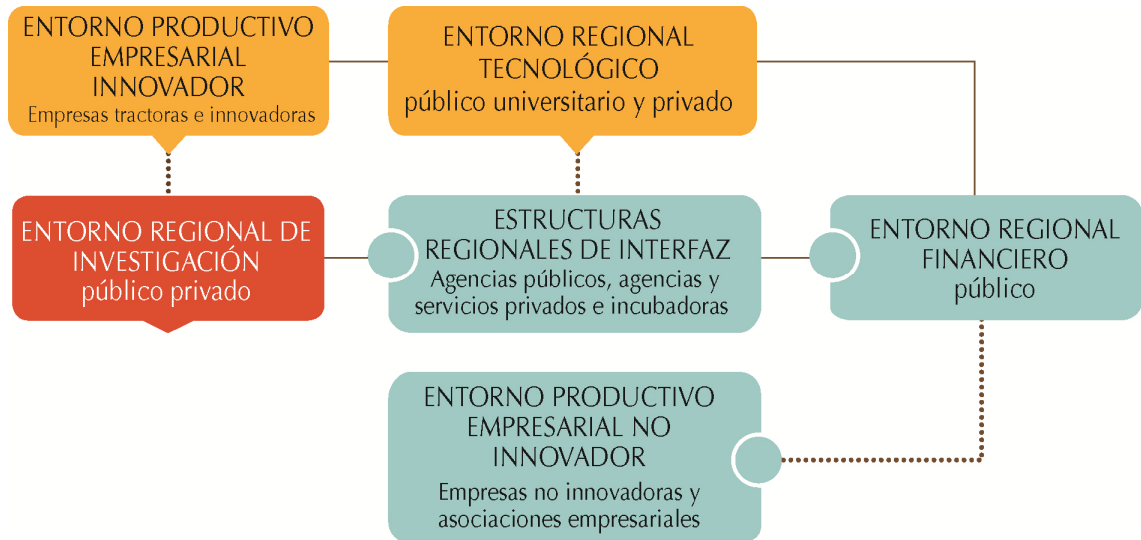 ENTORNO PRODUCTIVO
EMPRESARIAL
INNOVADOR
Empresas tractoras e innovadoras
ENTORNO REGIONAL
TECNOLÓGICO
público universitario y privado
ENTORNO REGIONAL DE
INVESTIGACIÓN
público privado
ESTRUCTURAS
REGIONALES DE INTERFAZ
Agencias públicos, agencias y
servicios privados e incubadoras
ENTORNO REGIONAL
FINANCIERO
público
ENTORNO PRODUCTIVO
EMPRESARIAL NO
INNOVADOR
Empresas no innovadoras y
asociaciones empresariales